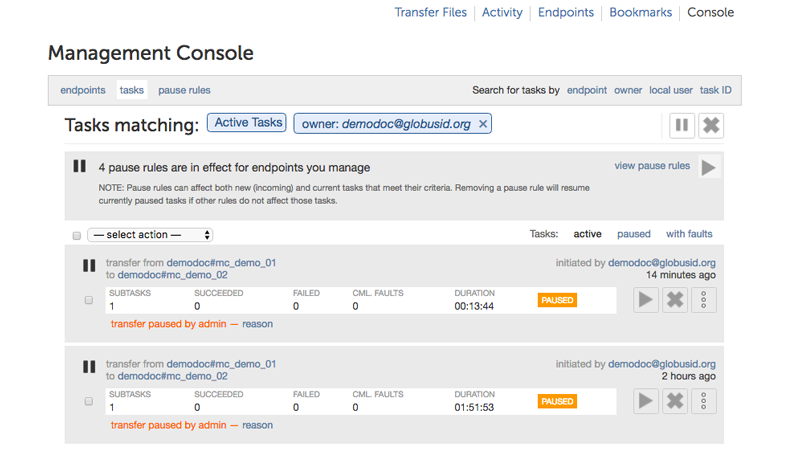 Transfer Files Activity Endpoints Bookmarks Console
Management Console
endpoints tasks pause rules Search for tasks by endpoint owner local user task ID
Tasks matching: Active Tasks owner: demodoc@globusid.org ×
4 pause rules are in effect for endpoints you manage view pause rules
NOTE: Pause rules can affect both new (incoming) and current tasks that meet their criteria. Removing a pause rule will resume
currently paused tasks if other rules do not affect those tasks.
— select action — Tasks: active paused with faults
transfer from demodoc#mc_demo_01 initiated by demodoc@globusid.org
to demodoc#mc_demo_02 14 minutes ago
SUBTASKS SUCCEEDED FAILED CML. FAULTS DURATION
1 0 0 0 00:13:44 PAUSED
transfer paused by admin — reason
transfer from demodoc#mc_demo_01 initiated by demodoc@globusid.org
to demodoc#mc_demo_02 2 hours ago
SUBTASKS SUCCEEDED FAILED CML. FAULTS DURATION
1 0 0 0 01:51:53 PAUSED
transfer paused by admin — reason